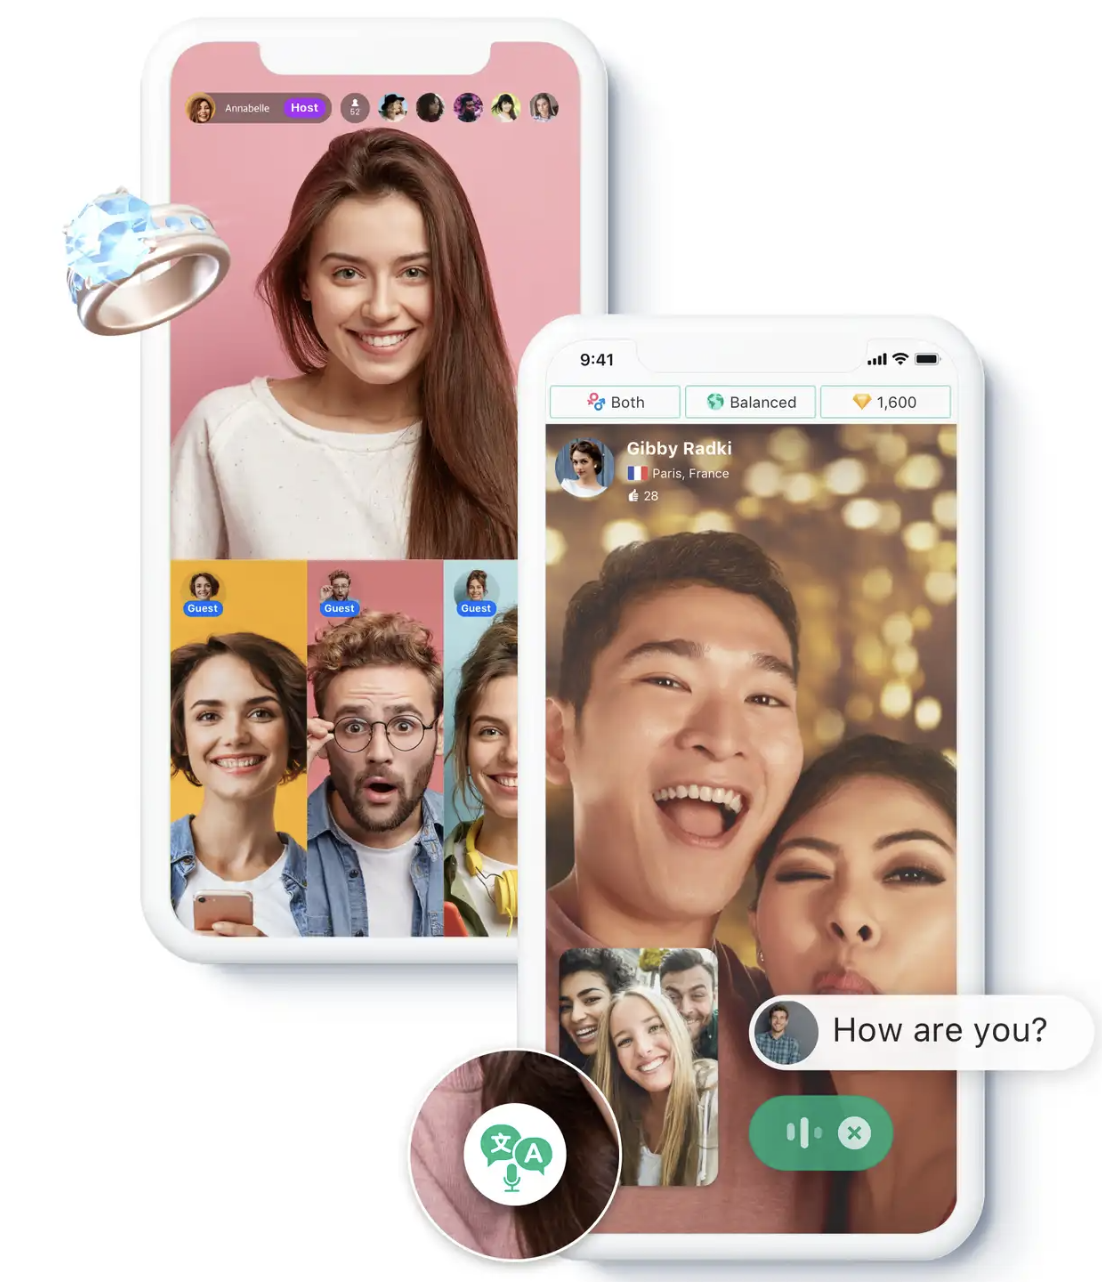 Annabelle Host
52
Guest Guest Guest
9:41
Both Balanced 1,600
Gibby Radki
Paris, France
28
How are you?
文 A